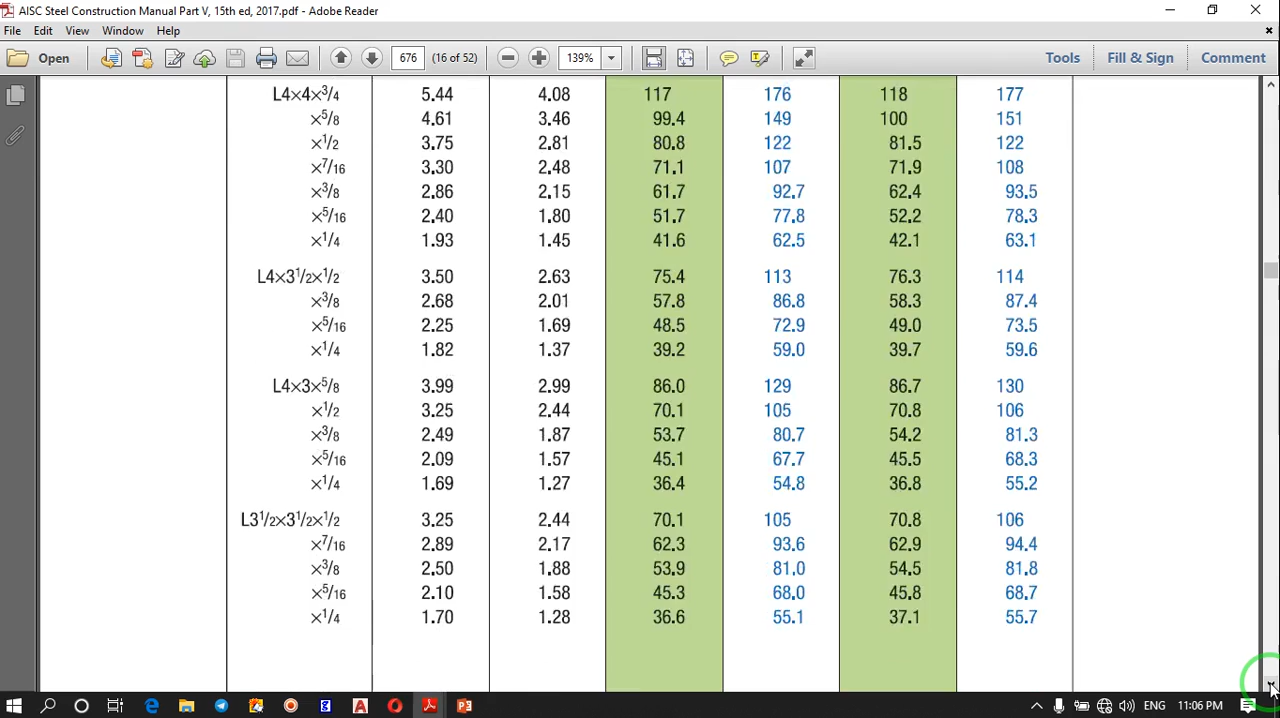 AISC Steel Construction Manual Part V, 15th ed, 2017.pdf - Adobe Reader
File Edit View Window Help
Open 676 (16 of 52) 139% Tools Fill & Sign Comment
L4×4×3/4 5.44 4.08 117 176 118 177
×5/8 4.61 3.46 99.4 149 100 151
×1/2 3.75 2.81 80.8 122 81.5 122
×7/16 3.30 2.48 71.1 107 71.9 108
×3/8 2.86 2.15 61.7 92.7 62.4 93.5
×5/16 2.40 1.80 51.7 77.8 52.2 78.3
×1/4 1.93 1.45 41.6 62.5 42.1 63.1
L4×31/2×1/2 3.50 2.63 75.4 113 76.3 114
×3/8 2.68 2.01 57.8 86.8 58.3 87.4
×5/16 2.25 1.69 48.5 72.9 49.0 73.5
×1/4 1.82 1.37 39.2 59.0 39.7 59.6
L4×3×5/8 3.99 2.99 86.0 129 86.7 130
×1/2 3.25 2.44 70.1 105 70.8 106
×3/8 2.49 1.87 53.7 80.7 54.2 81.3
×5/16 2.09 1.57 45.1 67.7 45.5 68.3
×1/4 1.69 1.27 36.4 54.8 36.8 55.2
L31/2×31/2×1/2 3.25 2.44 70.1 105 70.8 106
×7/16 2.89 2.17 62.3 93.6 62.9 94.4
×3/8 2.50 1.88 53.9 81.0 54.5 81.8
×5/16 2.10 1.58 45.3 68.0 45.8 68.7
×1/4 1.70 1.28 36.6 55.1 37.1 55.7
ENG 11:06 PM